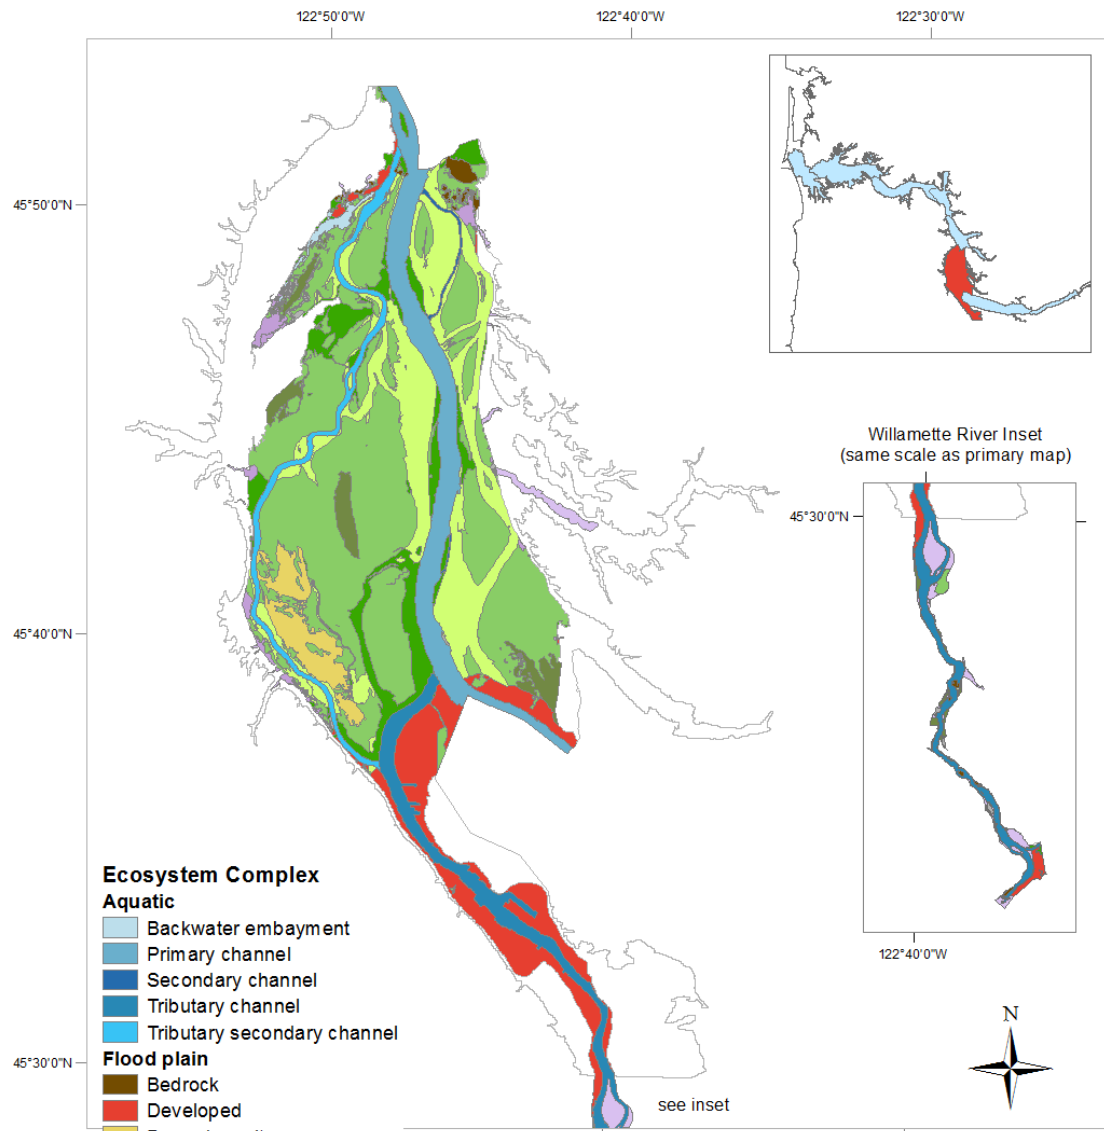 122°50'0"W
122°40'0"W
122°30'0"W
45°50'0"N
Willamette River Inset
(same scale as primary map)
45°30'0"N
45°40'0"N
Ecosystem Complex
Aquatic
Backwater embayment
Primary channel
Secondary channel
Tributary channel
Tributary secondary channel
Flood plain
Bedrock
Developed
122°40'0"W
N
45°30'0"N
see inset